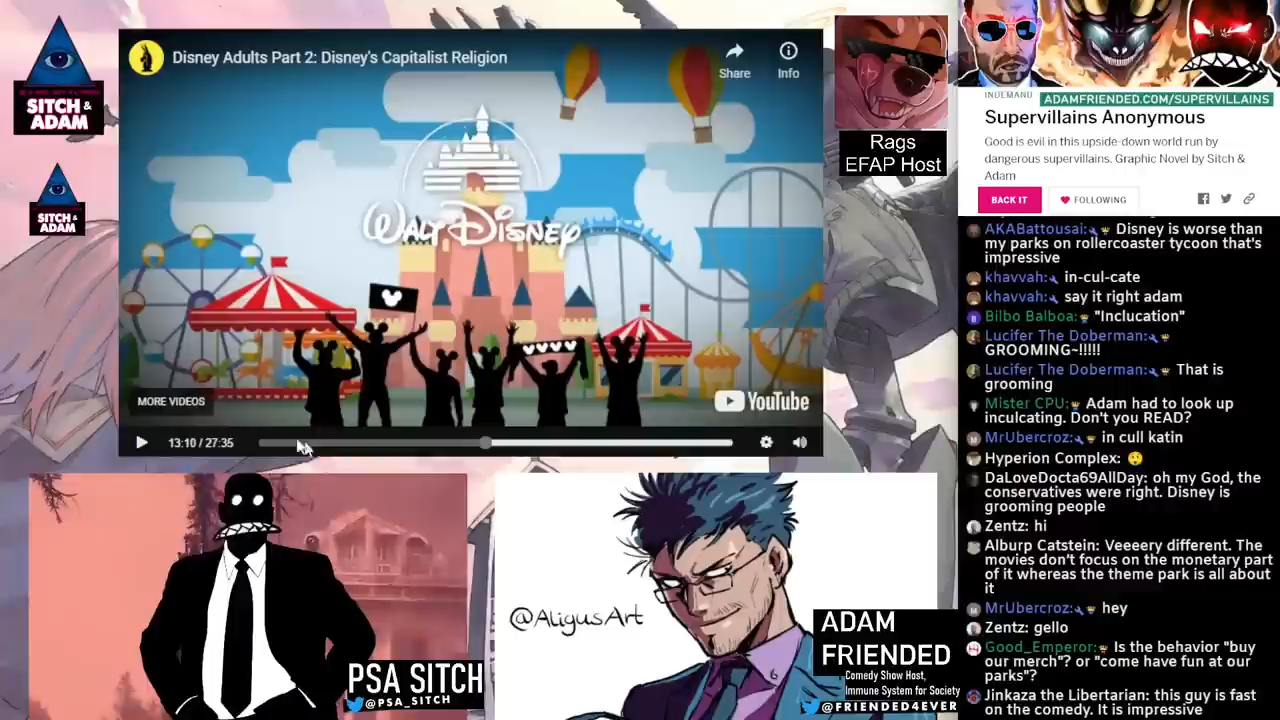 SITCH &
ADAM
SITCH &
ADAM
Disney Adults Part 2: Disney's Capitalist Religion
Share
Info
WALT DISNEY
MORE VIDEOS
YouTube
13:10 / 27:35
Rags
EFAP Host
INDEMAND
ADAMFRIENDED.COM/SUPERVILLAINS
Supervillains Anonymous
Good is evil in this upside-down world run by
dangerous supervillains. Graphic Novel by Sitch &
Adam
BACK IT
FOLLOWING
AKABattousai: Disney is worse than
my parks on rollercoaster tycoon that's
impressive
khavvah: in-cul-cate
khavvah: say it right adam
Bilbo Balboa: "Inclucation"
Lucifer The Doberman:
GROOMING~!!!!!
Lucifer The Doberman: That is
grooming
Mister CPU: Adam had to look up
inculcating. Don't you READ?
MrUbercroz: in cull katin
Hyperion Complex: 😲
DaLoveDocta69AllDay: oh my God, the
conservatives were right. Disney is
grooming people
Zentz: hi
Alburp Catstein: Veeeery different. The
movies don't focus on the monetary part
of it whereas the theme park is all about
it
MrUbercroz: hey
Zentz: gello
Good_Emperor: Is the behavior "buy
our merch"? or "come have fun at our
parks"?
Jinkaza the Libertarian: this guy is fast
on the comedy. It is impressive
PSA SITCH
@PSA_SITCH
@AligusArt
ADAM
FRIENDED
Comedy Show Host,
Immune System for Society
@FRIENDED4EVER